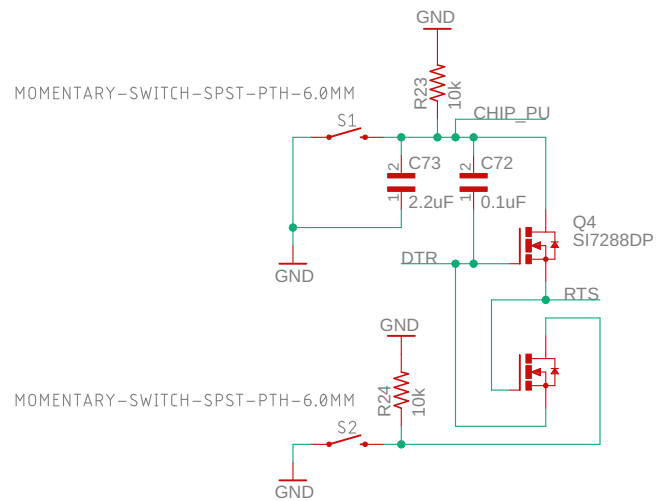 GND
R23
10k
MOMENTARY-SWITCH-SPST-PTH-6.0MM
S1
CHIP_PU
2
C73
1
2.2uF
2
C72
1
0.1uF
Q4
SI7288DP
DTR
GND
RTS
GND
R24
10k
MOMENTARY-SWITCH-SPST-PTH-6.0MM
S2
GND